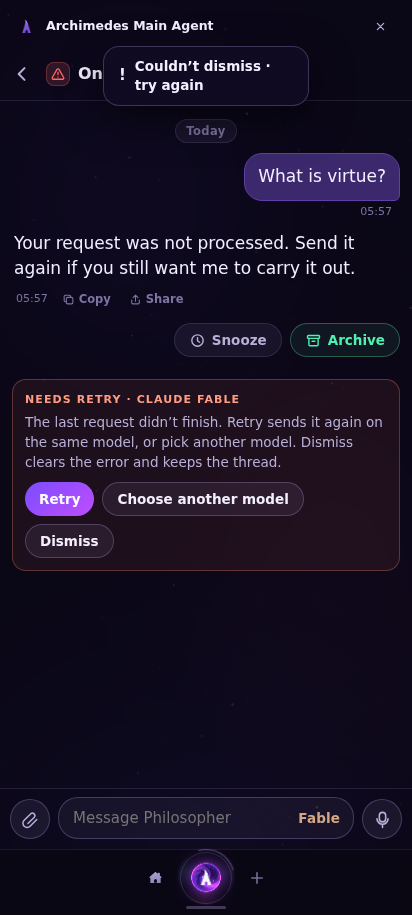 Archimedes Main Agent
On
! Couldn’t dismiss ·
try again
Today
What is virtue?
05:57
Your request was not processed. Send it
again if you still want me to carry it out.
05:57 Copy Share
Snooze Archive
NEEDS RETRY · CLAUDE FABLE
The last request didn’t finish. Retry sends it again on
the same model, or pick another model. Dismiss
clears the error and keeps the thread.
Retry Choose another model
Dismiss
Message Philosopher Fable